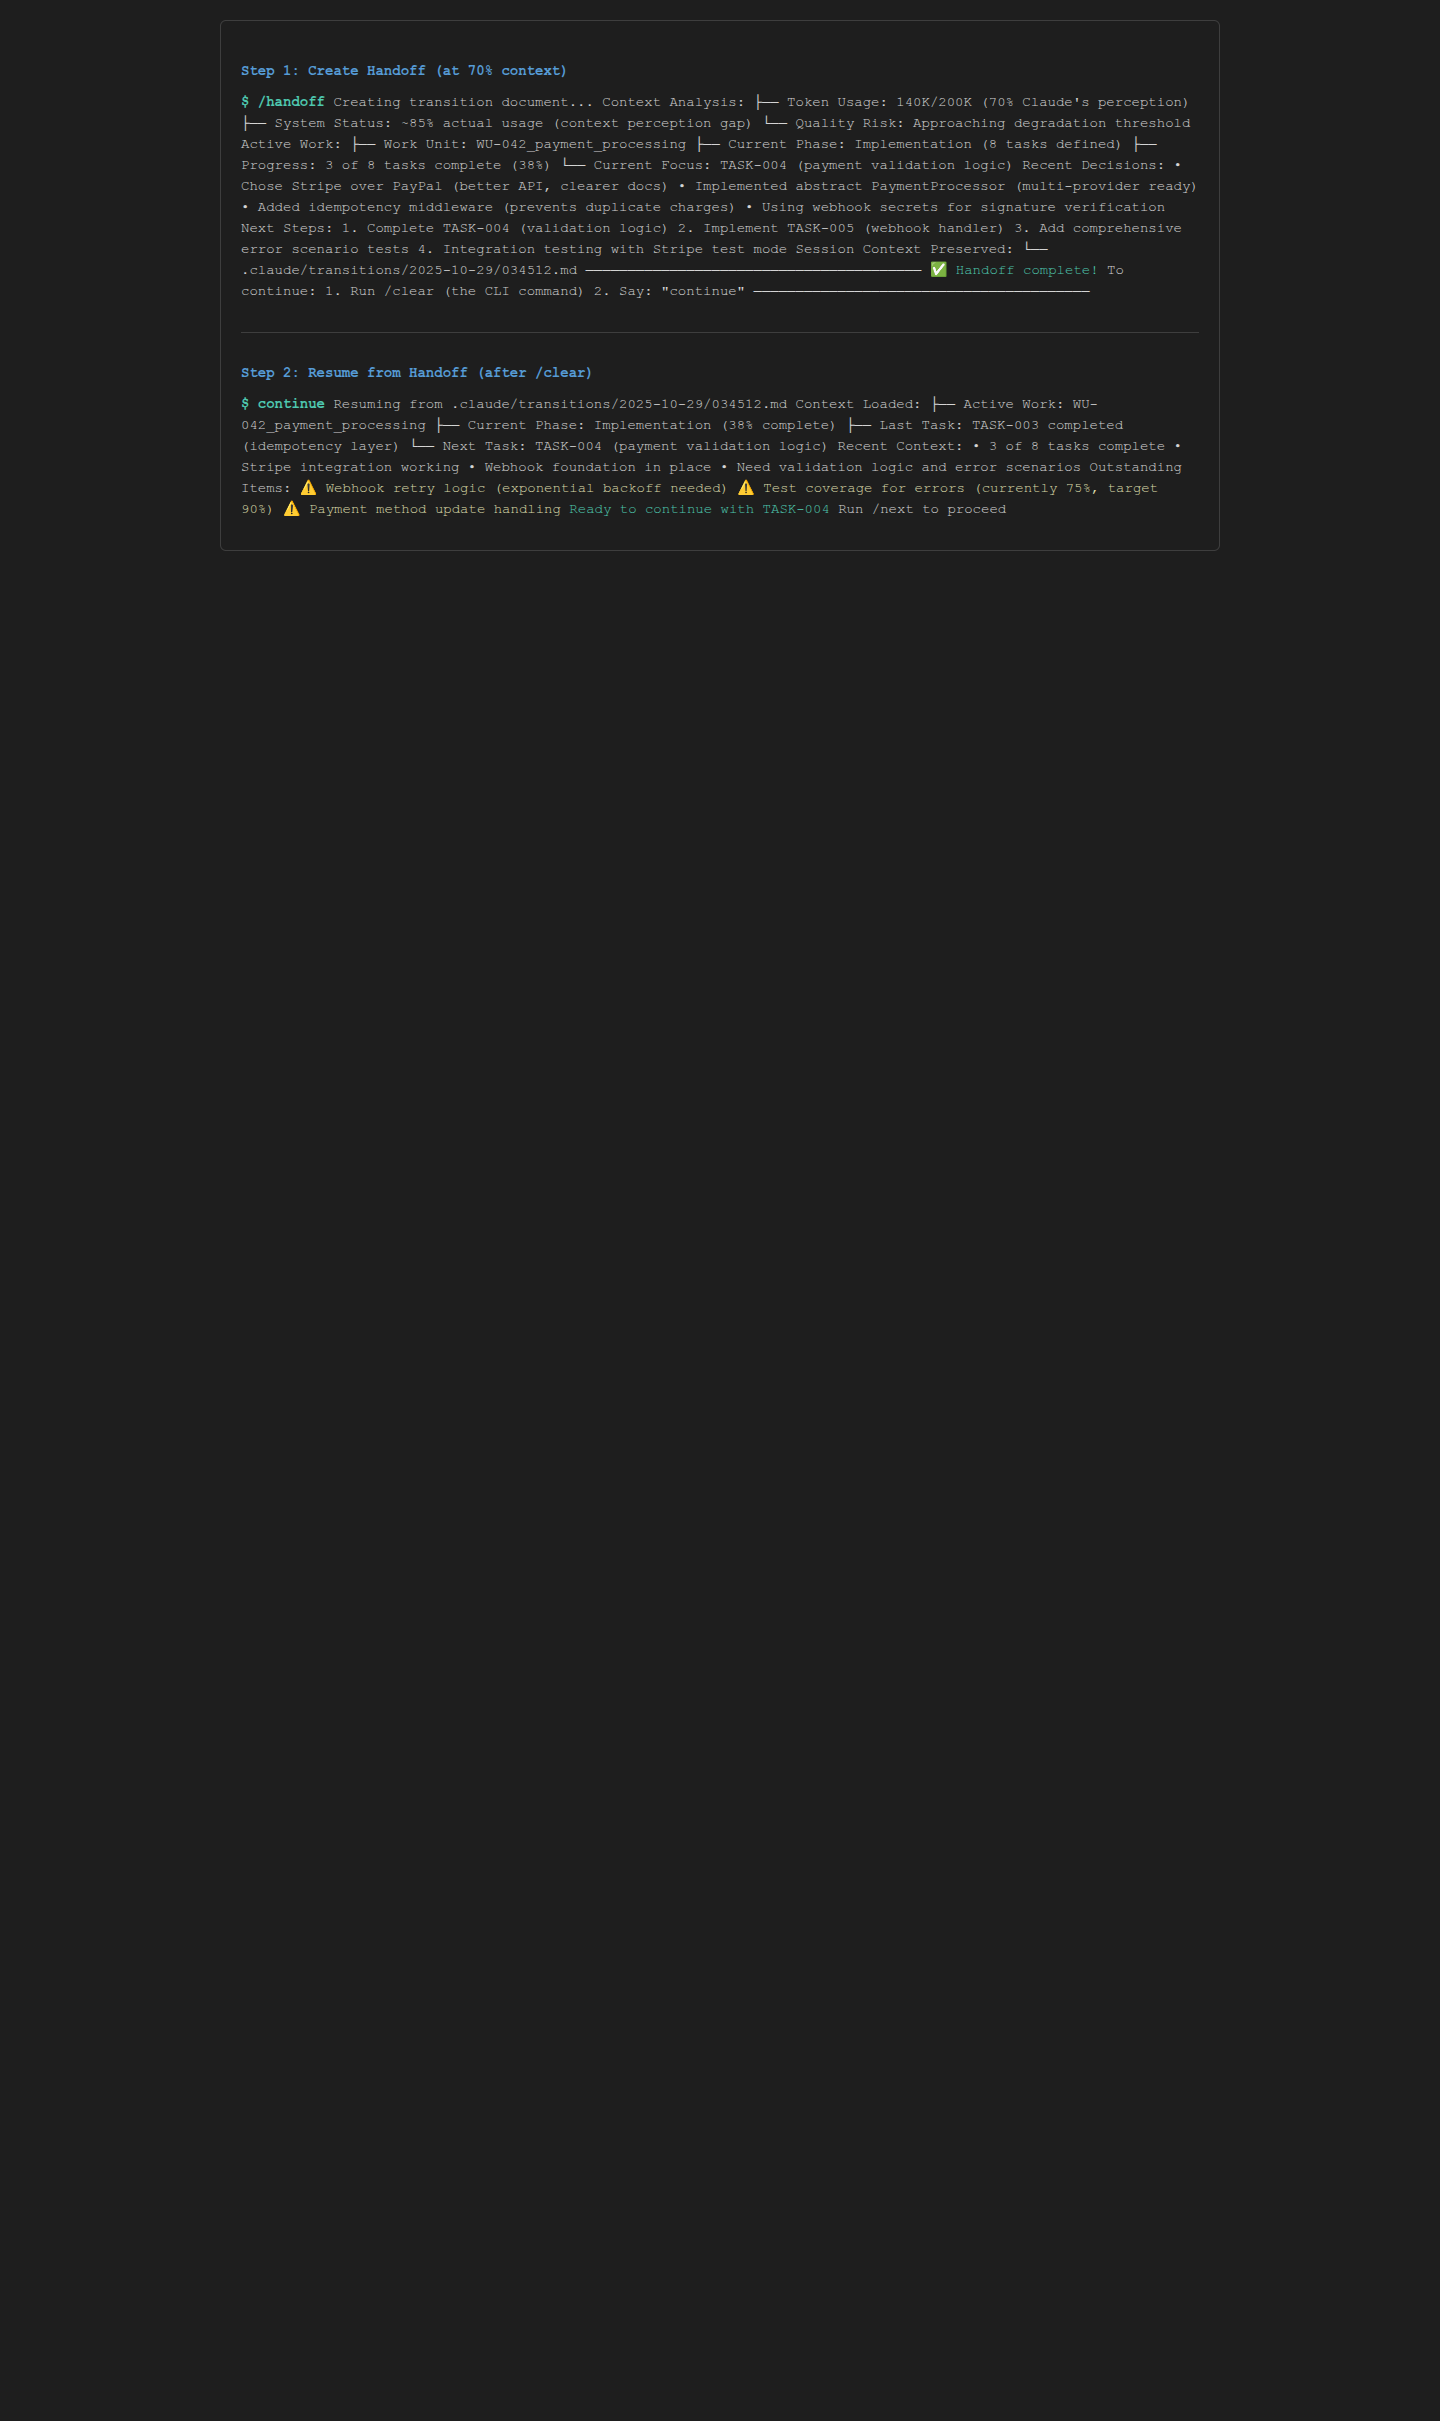 Step 1: Create Handoff (at 70% context)
$ /handoff Creating transition document... Context Analysis: ├── Token Usage: 140K/200K (70% Claude's perception)
├── System Status: ~85% actual usage (context perception gap) └── Quality Risk: Approaching degradation threshold
Active Work: ├── Work Unit: WU-042_payment_processing ├── Current Phase: Implementation (8 tasks defined) ├──
Progress: 3 of 8 tasks complete (38%) └── Current Focus: TASK-004 (payment validation logic) Recent Decisions: •
Chose Stripe over PayPal (better API, clearer docs) • Implemented abstract PaymentProcessor (multi-provider ready)
• Added idempotency middleware (prevents duplicate charges) • Using webhook secrets for signature verification
Next Steps: 1. Complete TASK-004 (validation logic) 2. Implement TASK-005 (webhook handler) 3. Add comprehensive
error scenario tests 4. Integration testing with Stripe test mode Session Context Preserved: └──
.claude/transitions/2025-10-29/034512.md ──────────────────────────────────────── ✅ Handoff complete! To
continue: 1. Run /clear (the CLI command) 2. Say: "continue" ────────────────────────────────────────
Step 2: Resume from Handoff (after /clear)
$ continue Resuming from .claude/transitions/2025-10-29/034512.md Context Loaded: ├── Active Work: WU-
042_payment_processing ├── Current Phase: Implementation (38% complete) ├── Last Task: TASK-003 completed
(idempotency layer) └── Next Task: TASK-004 (payment validation logic) Recent Context: • 3 of 8 tasks complete •
Stripe integration working • Webhook foundation in place • Need validation logic and error scenarios Outstanding
Items: ⚠️ Webhook retry logic (exponential backoff needed) ⚠️ Test coverage for errors (currently 75%, target
90%) ⚠️ Payment method update handling Ready to continue with TASK-004 Run /next to proceed